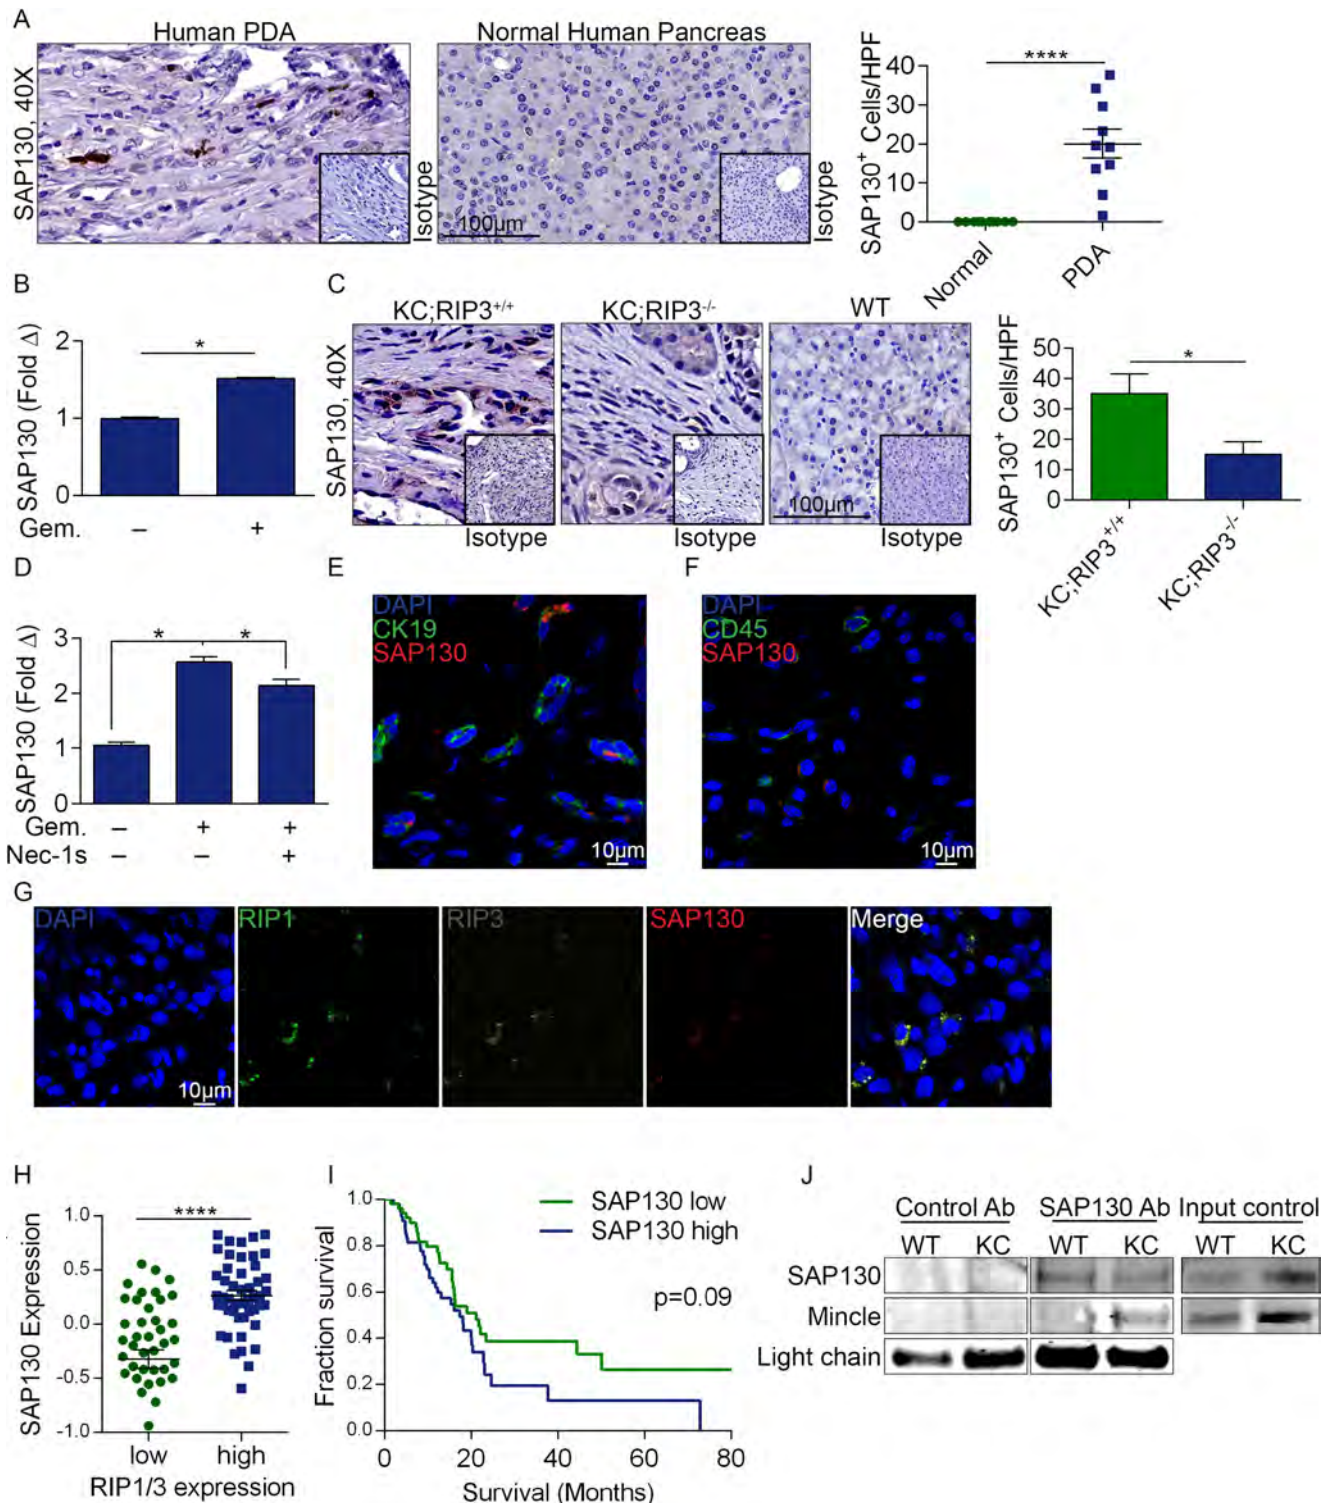 A
Human PDA
Normal Human Pancreas
SAP130, 40X
Isotype
100µm
Isotype
SAP130+ Cells/HPF
****
40
30
20
10
0
Normal
PDA
B
SAP130 (Fold Δ)
*
2
1
0
Gem. – +
C
KC;RIP3+/+
KC;RIP3-/-
WT
SAP130, 40X
100µm
Isotype
Isotype
Isotype
SAP130+ Cells/HPF
*
50
40
30
20
10
0
KC;RIP3+/+
KC;RIP3-/-
D
SAP130 (Fold Δ)
* *
3
2
1
0
Gem. – + +
Nec-1s – – +
E
DAPI
CK19
SAP130
10µm
F
DAPI
CD45
SAP130
10µm
G
DAPI
RIP1
RIP3
SAP130
Merge
10µm
H
SAP130 Expression
****
1.0
0.5
0.0
-0.5
-1.0
low high
RIP1/3 expression
I
Fraction survival
1.0
0.8
0.6
0.4
0.2
0.0
SAP130 low
SAP130 high
p=0.09
0 20 40 60 80
Survival (Months)
J
Control Ab SAP130 Ab Input control
WT KC WT KC WT KC
SAP130
Mincle
Light chain